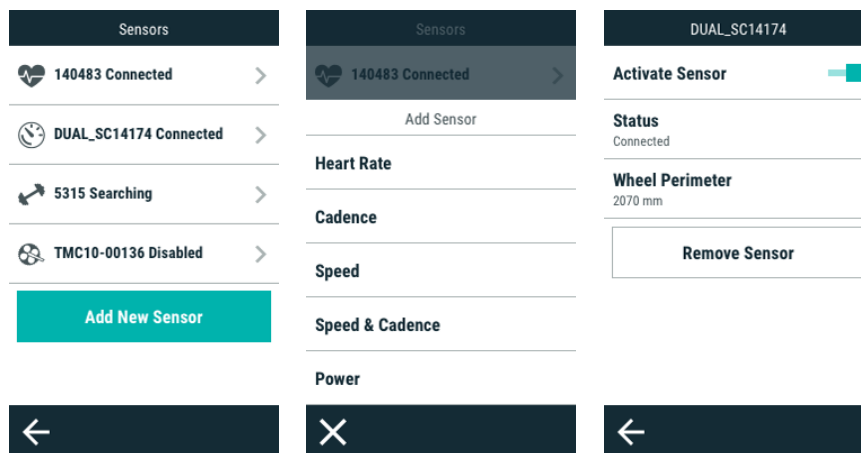 Sensors
140483 Connected
DUAL_SC14174 Connected
5315 Searching
TMC10-00136 Disabled
Add New Sensor
Sensors
140483 Connected
Add Sensor
Heart Rate
Cadence
Speed
Speed & Cadence
Power
DUAL_SC14174
Activate Sensor
Status
Connected
Wheel Perimeter
2070 mm
Remove Sensor